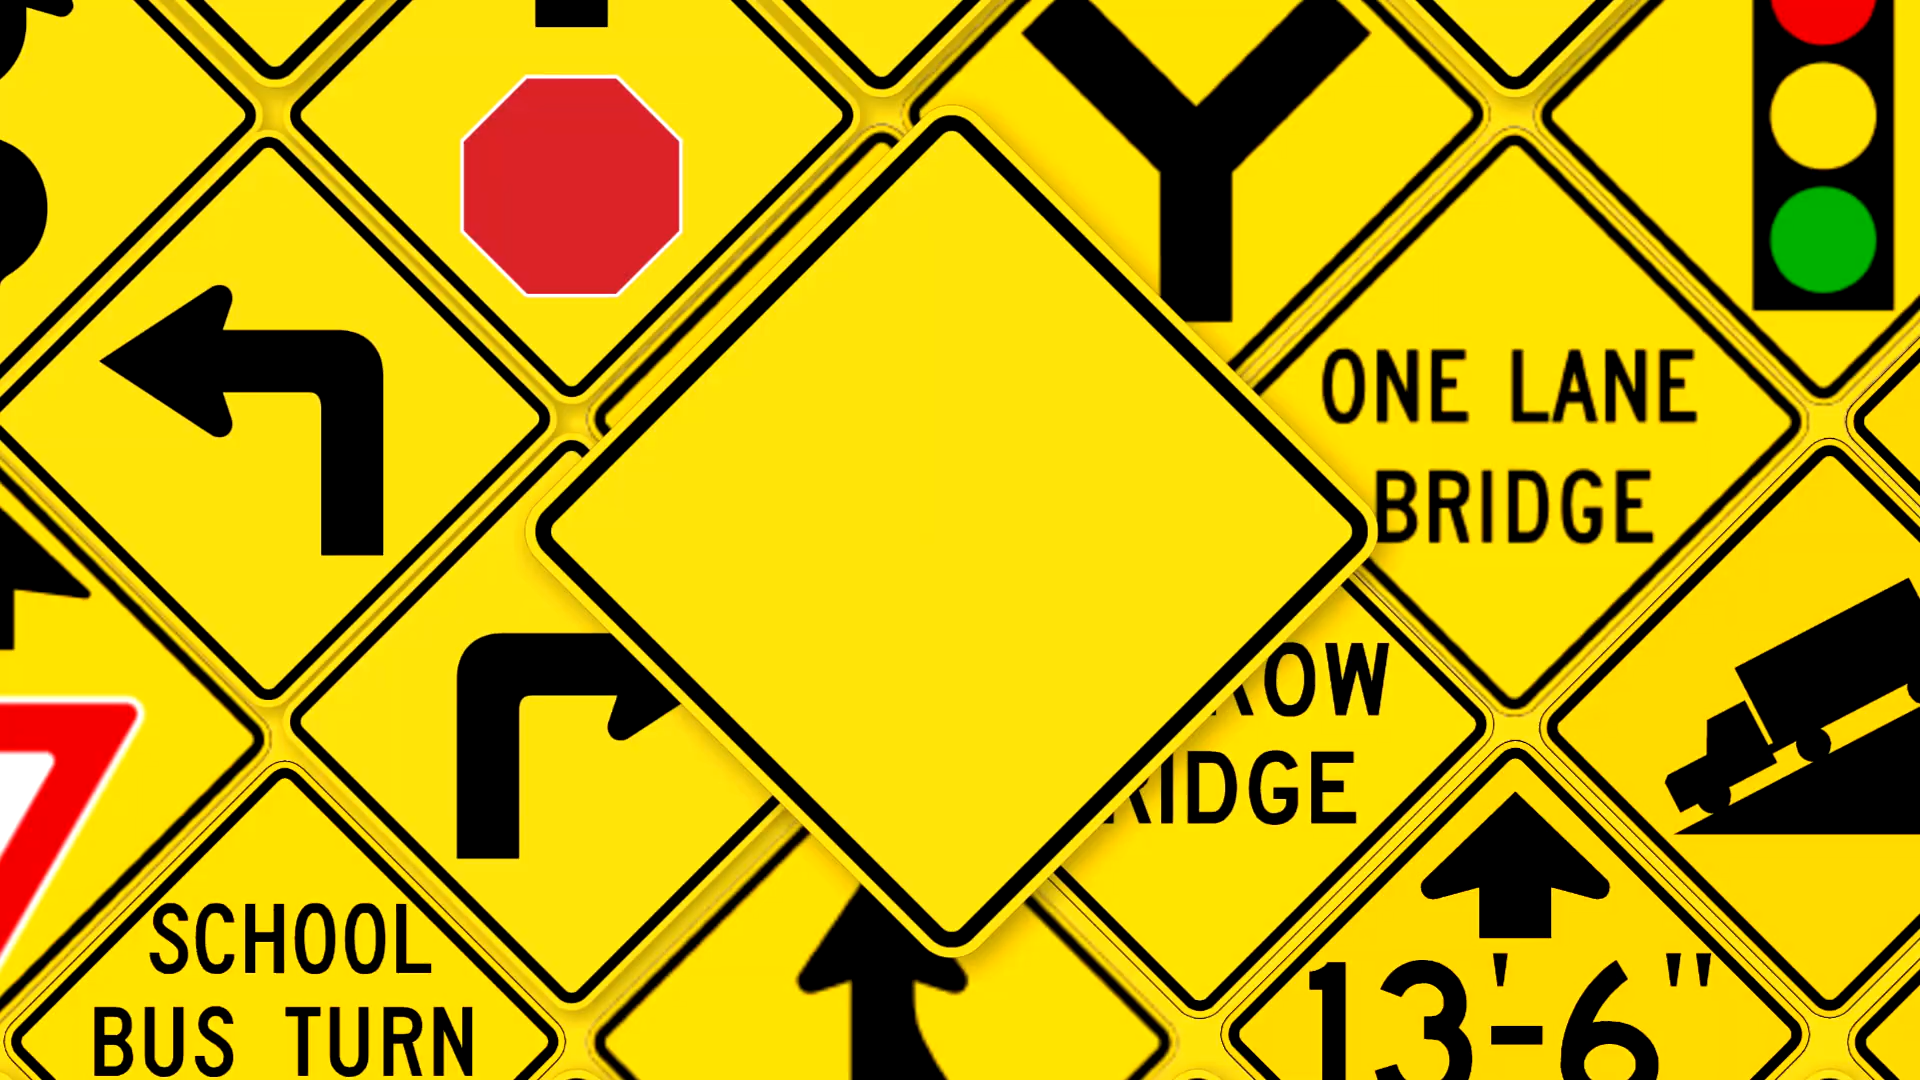 ONE LANE
BRIDGE
OW
IDGE
SCHOOL
BUS TURN
13'-6"